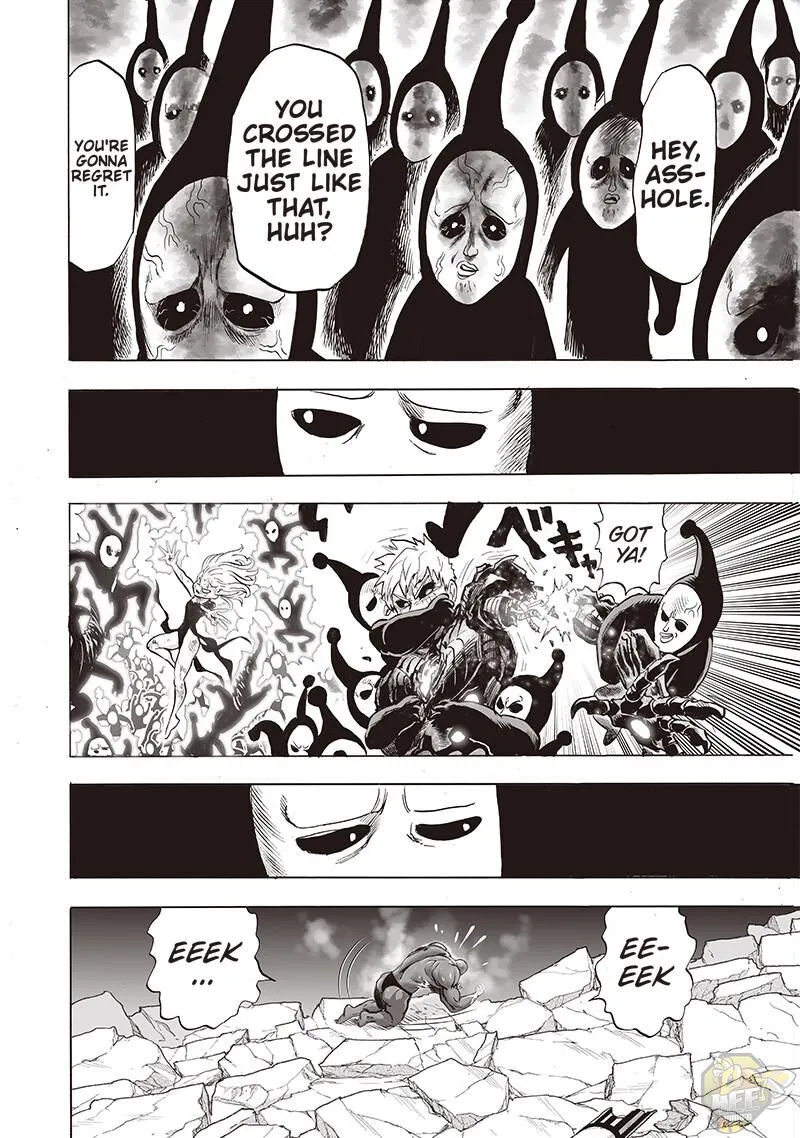 HEY,
ASS-
HOLE.
YOU
CROSSED
THE LINE
JUST LIKE
THAT,
HUH?
YOU'RE
GONNA
REGRET
IT.
GOT
YA!
ベキャ
EE-
EEK
EEEK
...